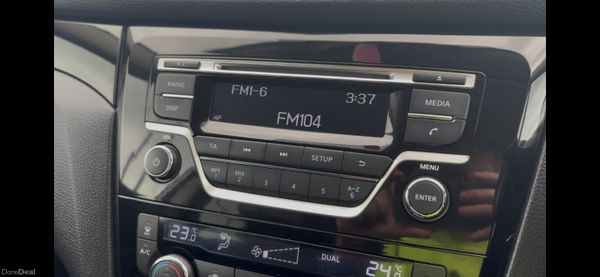 RADIO
DISP
FM1-6
3:37
AF
FM104
MEDIA
VOL
TA
SETUP
MENU
RPT
1
MIX
2
3
4
5
A-Z
6
ENTER
A/C
23.0
DUAL
24.0
DoneDeal